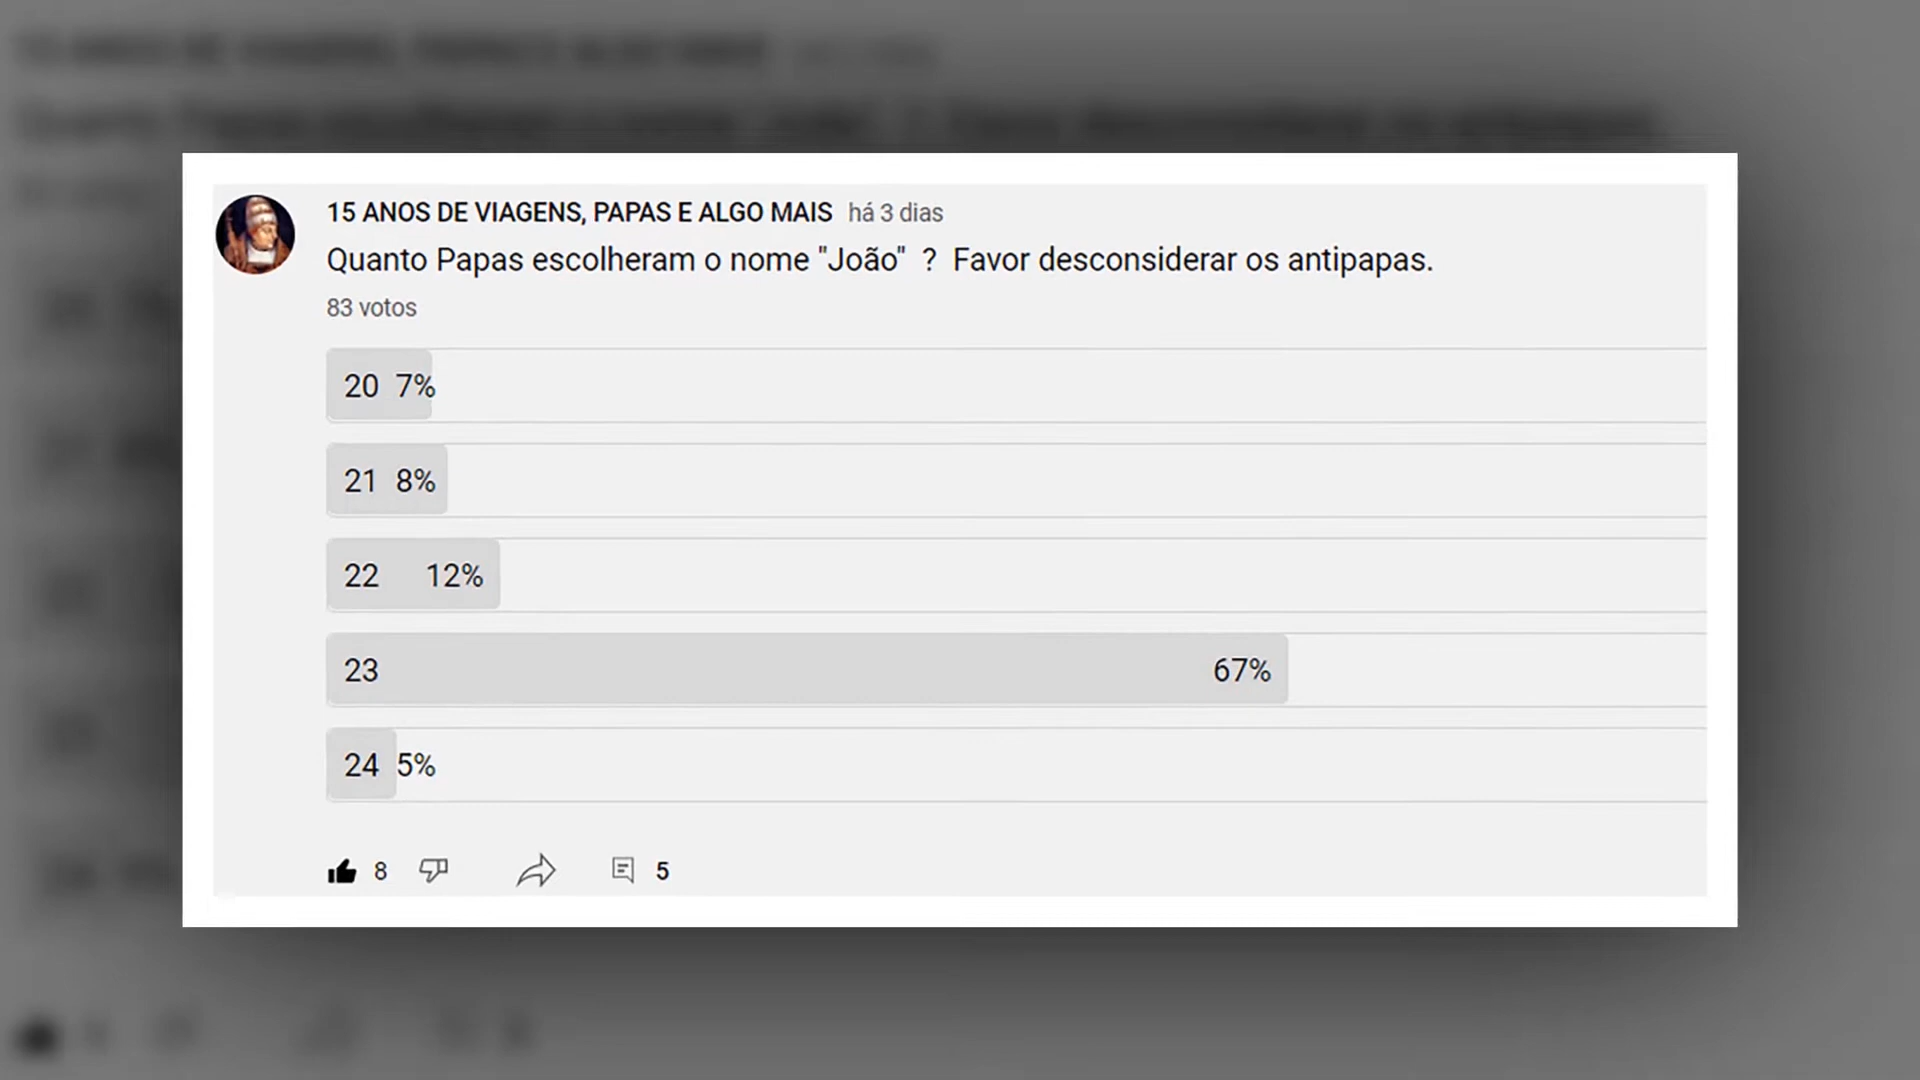 15 ANOS DE VIAGENS, PAPAS E ALGO MAIS há 3 dias
Quanto Papas escolheram o nome "João" ? Favor desconsiderar os antipapas.
83 votos
20 7%
21 8%
22 12%
23 67%
24 5%
8 5